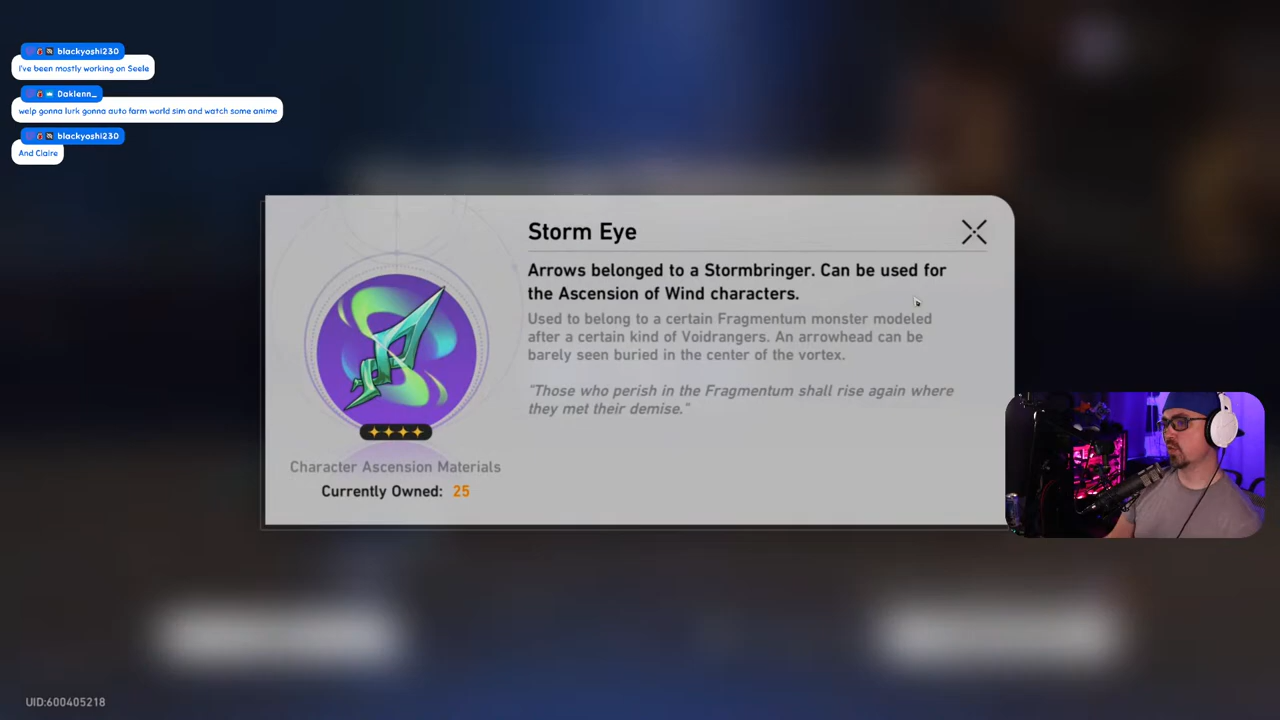 blackyoshi230
I've been mostly working on Seele
Daklenn_
welp gonna lurk gonna auto farm world sim and watch some anime
blackyoshi230
And Claire
Storm Eye
Arrows belonged to a Stormbringer. Can be used for
the Ascension of Wind characters.
Used to belong to a certain Fragmentum monster modeled
after a certain kind of Voidrangers. An arrowhead can be
barely seen buried in the center of the vortex.
"Those who perish in the Fragmentum shall rise again where
they met their demise."
Character Ascension Materials
Currently Owned: 25
UID:600405218